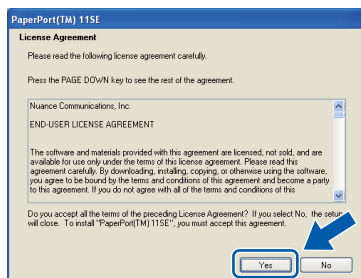 PaperPort(TM) 11SE
License Agreement
Please read the following license agreement carefully.
Press the PAGE DOWN key to see the rest of the agreement.
Nuance Communications, Inc.
END-USER LICENSE AGREEMENT
The software and materials provided with this agreement are licensed, not sold, and are
available for use only under the terms of this license agreement. Please read this
agreement carefully. By downloading, installing, copying, or otherwise using the software,
you agree to be bound by the terms and conditions of this agreement and become a party
to this agreement. If you do not agree with all of the terms and conditions of this
Do you accept all the terms of the preceding License Agreement? If you select No, the setup
will close. To install "PaperPort(TM) 11SE", you must accept this agreement.
Yes
No